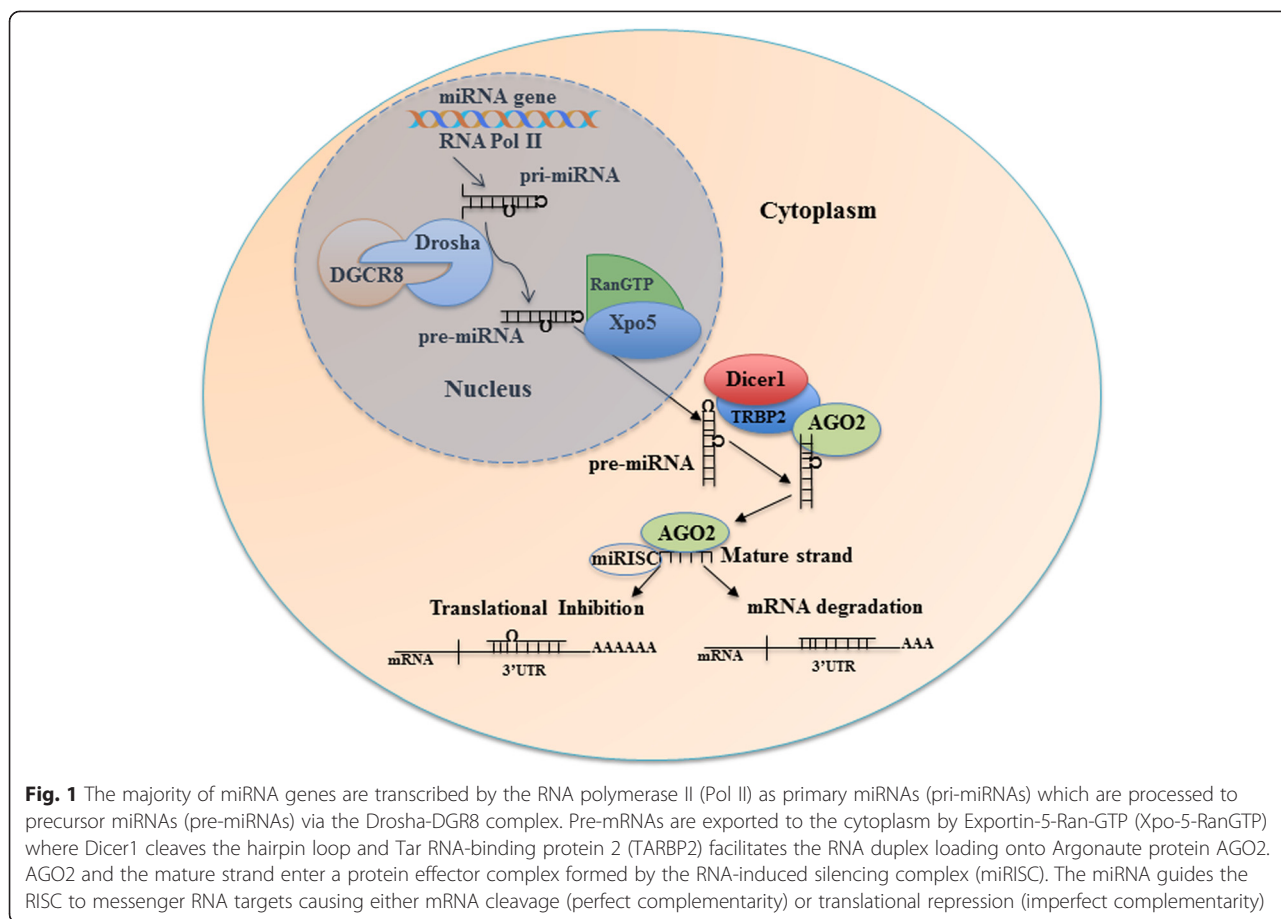 miRNA gene
RNA Pol II
pri-miRNA
Cytoplasm
Drosha
DGCR8
RanGTP
Xpo5
pre-miRNA
Nucleus
Dicer1
TRBP2
AGO2
pre-miRNA
AGO2
miRISC
Mature strand
Translational Inhibition
mRNA degradation
mRNA
AAAAAA
3'UTR
mRNA
AAA
3'UTR
Fig. 1 The majority of miRNA genes are transcribed by the RNA polymerase II (Pol II) as primary miRNAs (pri-miRNAs) which are processed to
precursor miRNAs (pre-miRNAs) via the Drosha-DGR8 complex. Pre-mRNAs are exported to the cytoplasm by Exportin-5-Ran-GTP (Xpo-5-RanGTP)
where Dicer1 cleaves the hairpin loop and Tar RNA-binding protein 2 (TARBP2) facilitates the RNA duplex loading onto Argonaute protein AGO2.
AGO2 and the mature strand enter a protein effector complex formed by the RNA-induced silencing complex (miRISC). The miRNA guides the
RISC to messenger RNA targets causing either mRNA cleavage (perfect complementarity) or translational repression (imperfect complementarity)